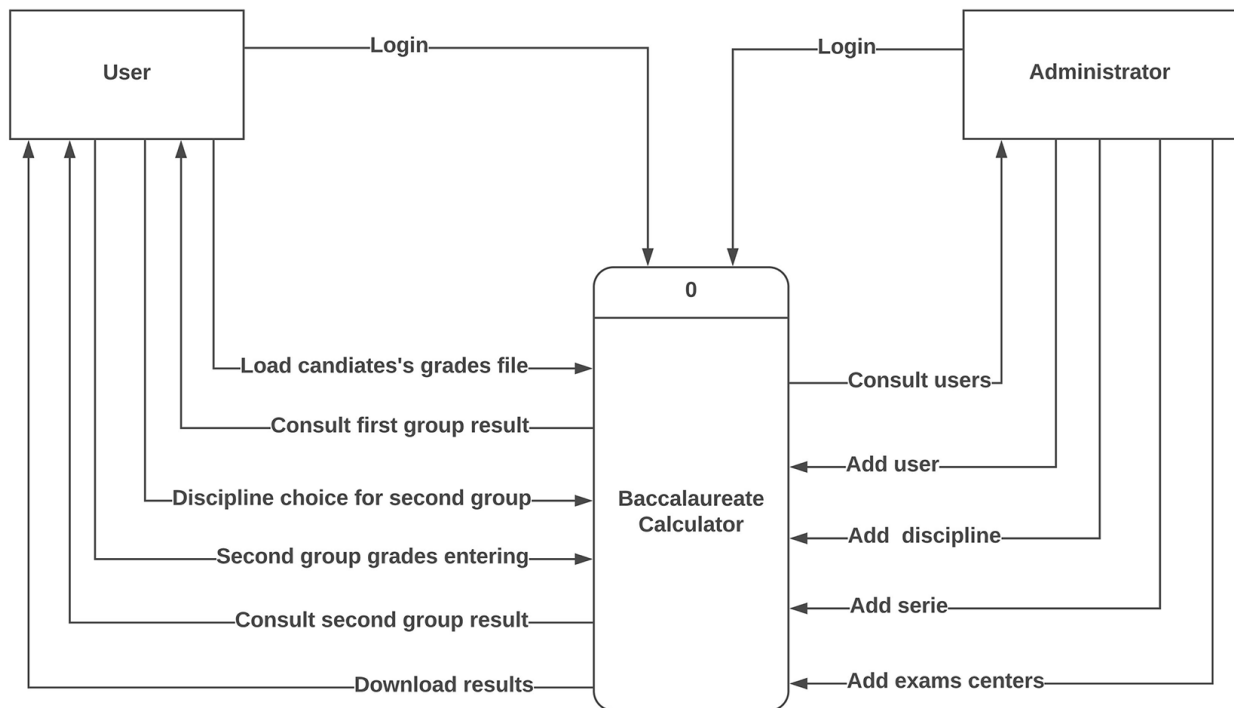 Login
Login
User
Administrator
0
Load candiates's grades file
Consult users
Consult first group result
Add user
Discipline choice for second group
Baccalaureate
Calculator
Add  discipline
Second group grades entering
Add serie
Consult second group result
Download results
Add exams centers